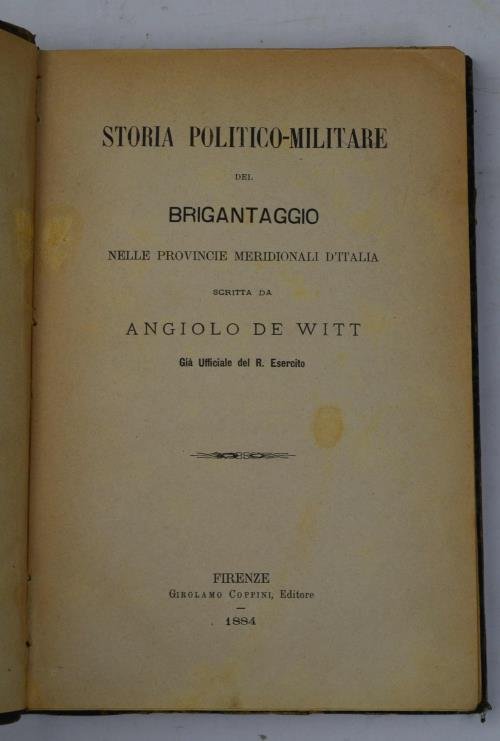 STORIA POLITICO-MILITARE
DEL
BRIGANTAGGIO
NELLE PROVINCIE MERIDIONALI D'ITALIA
SCRITTA DA
ANGIOLO DE WITT
Già Ufficiale del R. Esercito
FIRENZE
GIROLAMO COPPINI, Editore
1884